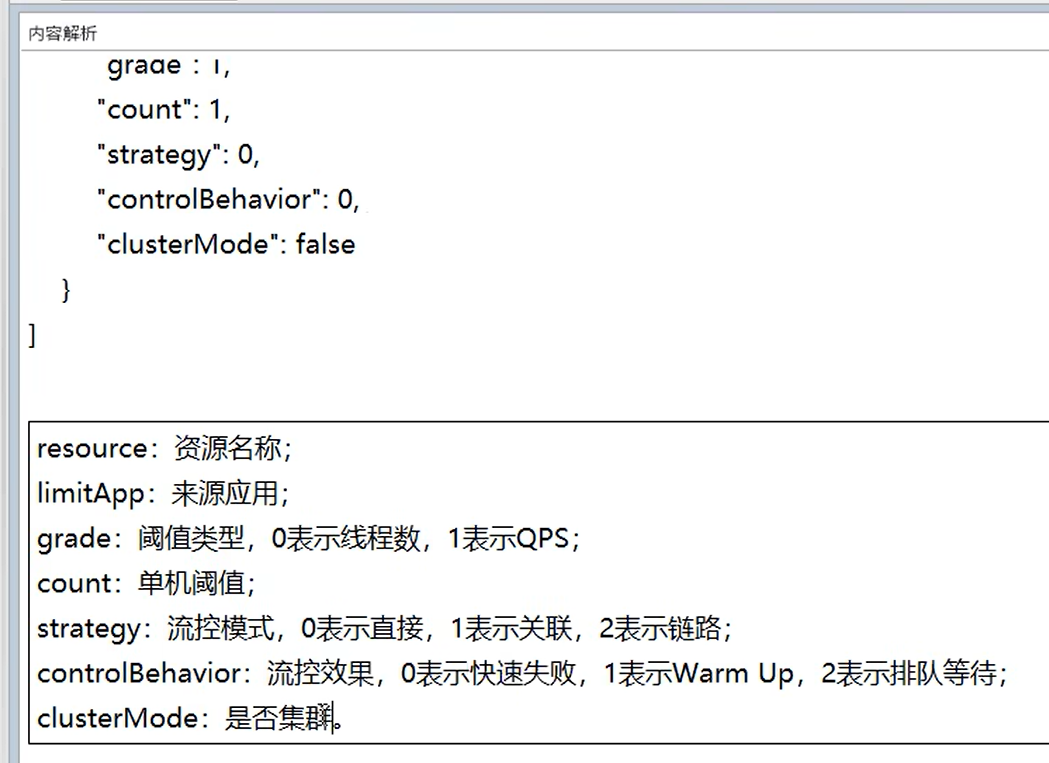 内容解析
grade : 1,
"count": 1,
"strategy": 0,
"controlBehavior": 0,
"clusterMode": false
}
]
resource：资源名称；
limitApp：来源应用；
grade：阈值类型，0表示线程数，1表示QPS；
count：单机阈值；
strategy：流控模式，0表示直接，1表示关联，2表示链路；
controlBehavior：流控效果，0表示快速失败，1表示Warm Up，2表示排队等待；
clusterMode：是否集群。